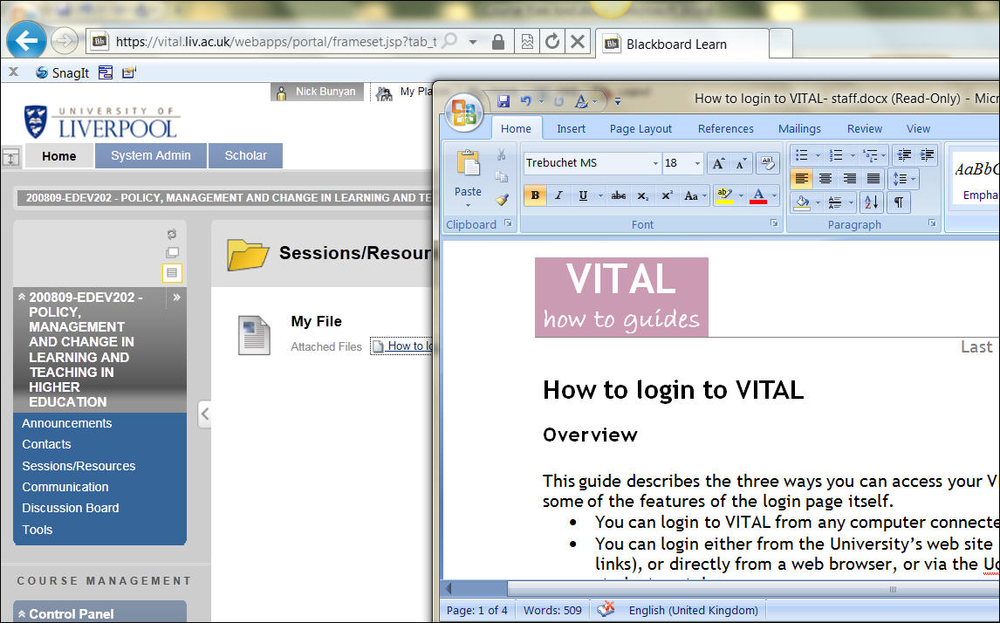 https://vital.liv.ac.uk/webapps/portal/frameset.jsp?tab_t
Blackboard Learn
SnagIt
Nick Bunyan
My Pla
UNIVERSITY OF
LIVERPOOL
Home
System Admin
Scholar
200809-EDEV202 - POLICY, MANAGEMENT AND CHANGE IN LEARNING AND TE
200809-EDEV202 -
POLICY,
MANAGEMENT
AND CHANGE IN
LEARNING AND
TEACHING IN
HIGHER
EDUCATION
Announcements
Contacts
Sessions/Resources
Communication
Discussion Board
Tools
COURSE MANAGEMENT
Control Panel
Sessions/Resour
My File
Attached Files How to lo
How to login to VITAL- staff.docx (Read-Only) - Micr
Home Insert Page Layout References Mailings Review View
Paste
Clipboard
Trebuchet MS 18
B I U abc x₂ x² Aa ab A
Font
Paragraph
AaBbC
Empha
VITAL
how to guides
Last
How to login to VITAL
Overview
This guide describes the three ways you can access your VI
some of the features of the login page itself.
• You can login to VITAL from any computer connecte
• You can login either from the University's web site
links), or directly from a web browser, or via the Uo
Page: 1 of 4 Words: 509 English (United Kingdom)